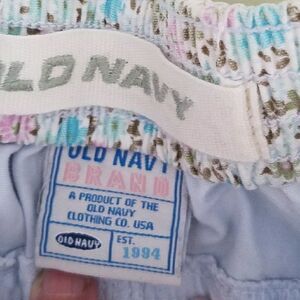 OLD NAVY
OLD NAVY
BRAND
A PRODUCT OF THE
OLD NAVY
CLOTHING CO. USA
OLD NAVY
EST.
1994